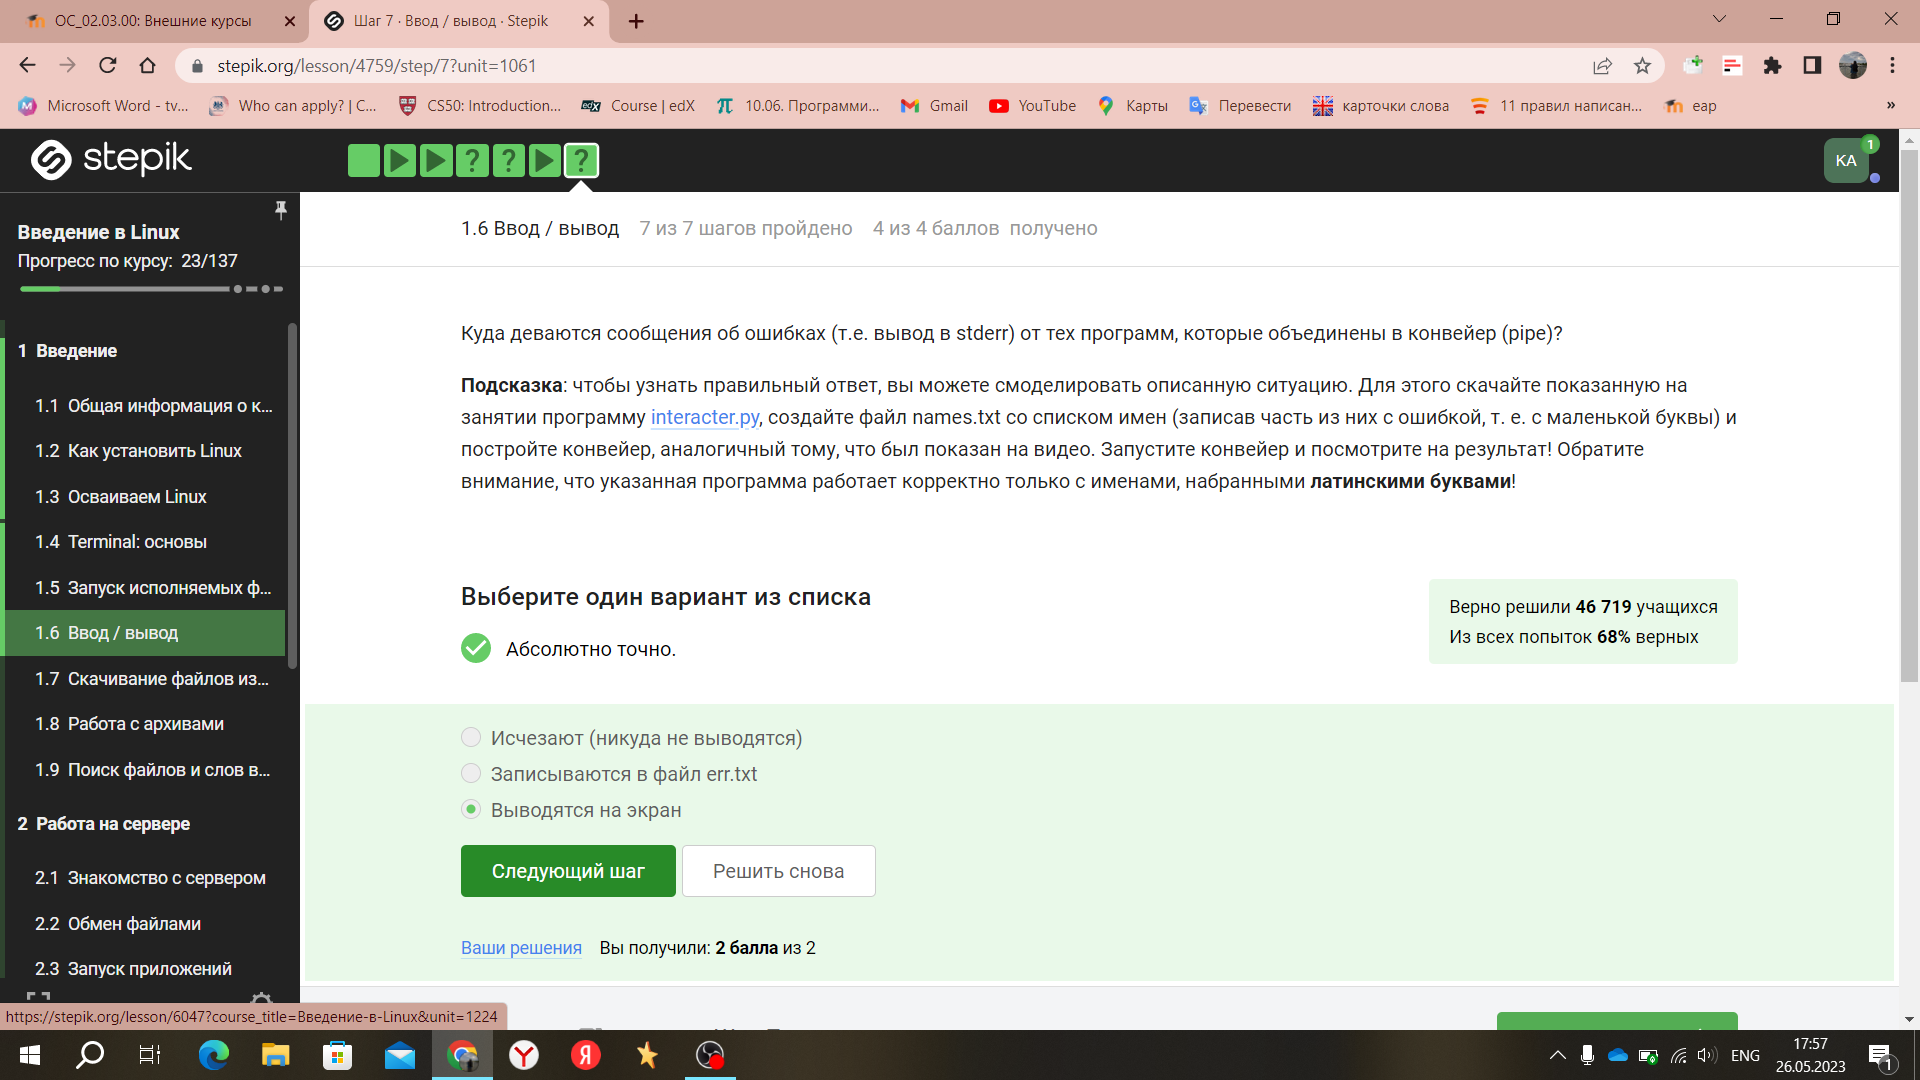 ОС_02.03.00: Внешние курсы
Шаг 7 · Ввод / вывод · Stepik
stepik.org/lesson/4759/step/7?unit=1061
Microsoft Word - tv...
Who can apply? | C...
CS50: Introduction...
edX
Course | edX
10.06. Программи...
Gmail
YouTube
Карты
Перевести
карточки слова
11 правил написан...
eap
»
stepik
? ? ?
KA
1
Введение в Linux
Прогресс по курсу: 23/137
1 Введение
1.1 Общая информация о к...
1.2 Как установить Linux
1.3 Осваиваем Linux
1.4 Terminal: основы
1.5 Запуск исполняемых ф...
1.6 Ввод / вывод
1.7 Скачивание файлов из...
1.8 Работа с архивами
1.9 Поиск файлов и слов в...
2 Работа на сервере
2.1 Знакомство с сервером
2.2 Обмен файлами
2.3 Запуск приложений
1.6 Ввод / вывод 7 из 7 шагов пройдено 4 из 4 баллов получено
Куда деваются сообщения об ошибках (т.е. вывод в stderr) от тех программ, которые объединены в конвейер (pipe)?
Подсказка: чтобы узнать правильный ответ, вы можете смоделировать описанную ситуацию. Для этого скачайте показанную на
занятии программу interacter.py, создайте файл names.txt со списком имен (записав часть из них с ошибкой, т. е. с маленькой буквы) и
постройте конвейер, аналогичный тому, что был показан на видео. Запустите конвейер и посмотрите на результат! Обратите
внимание, что указанная программа работает корректно только с именами, набранными латинскими буквами!
Выберите один вариант из списка
Абсолютно точно.
Верно решили 46 719 учащихся
Из всех попыток 68% верных
Исчезают (никуда не выводятся)
Записываются в файл err.txt
Выводятся на экран
Следующий шаг
Решить снова
Ваши решения Вы получили: 2 балла из 2
https://stepik.org/lesson/6047?course_title=Введение-в-Linux&unit=1224
ENG
17:57
26.05.2023
1